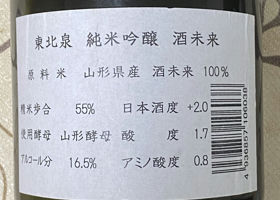 東北泉 純米吟醸 酒未来
原料米 山形県産 酒未来 100%
精米歩合 55% 日本酒度 +2.0
使用酵母 山形酵母 酸度 1.7
アルコール分 16.5% アミノ酸度 0.8
4936857106038